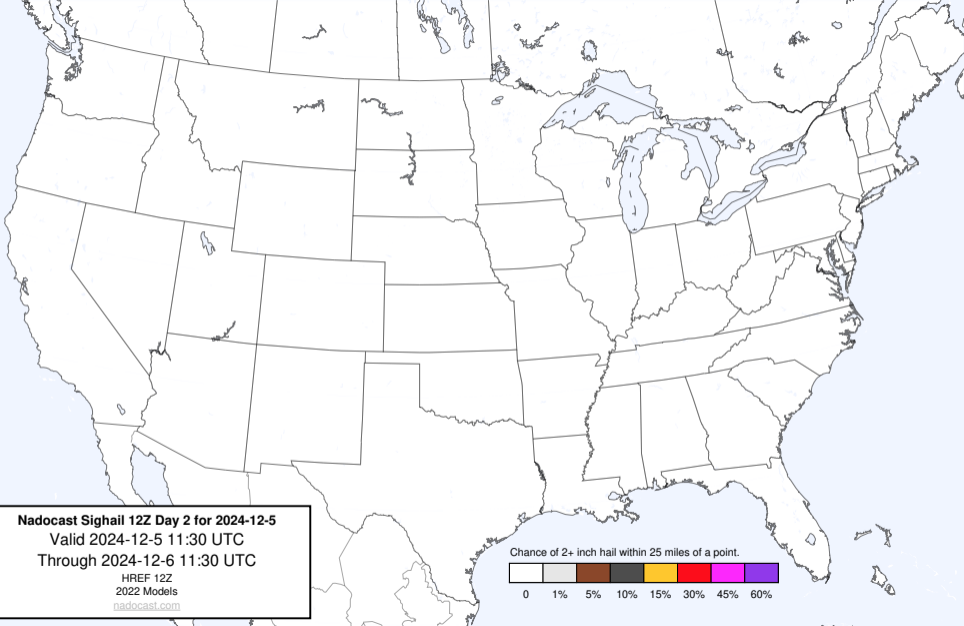 Nadocast Sighail 12Z Day 2 for 2024-12-5
Valid 2024-12-5 11:30 UTC
Through 2024-12-6 11:30 UTC
HREF 12Z
2022 Models
nadocast.com
Chance of 2+ inch hail within 25 miles of a point.
0 1% 5% 10% 15% 30% 45% 60%